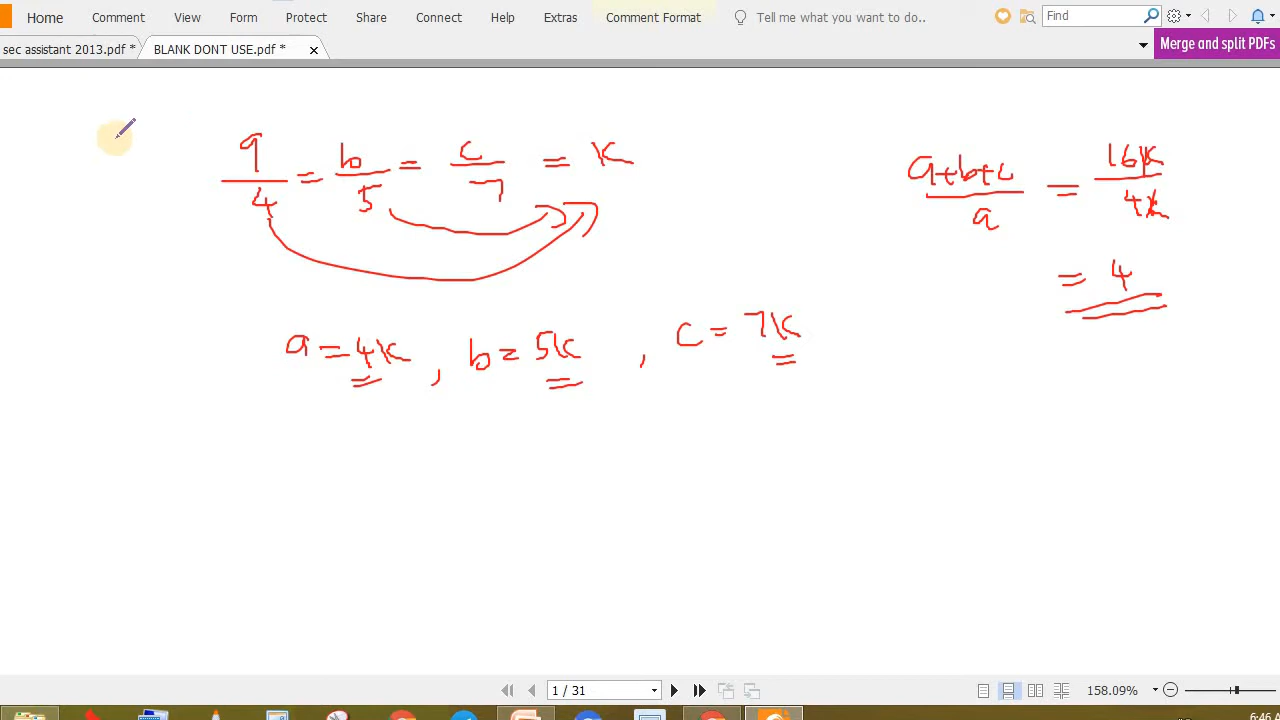 Home Comment View Form Protect Share Connect Help Extras Comment Format Tell me what you want to do.. Find
sec assistant 2013.pdf * BLANK DONT USE.pdf * x Merge and split PDFs
a/4 = b/5 = c/7 = K
a+b+c/a = 16K/4K
= 4
a = 4K, b = 5K, c = 7K
1 / 31 158.09%